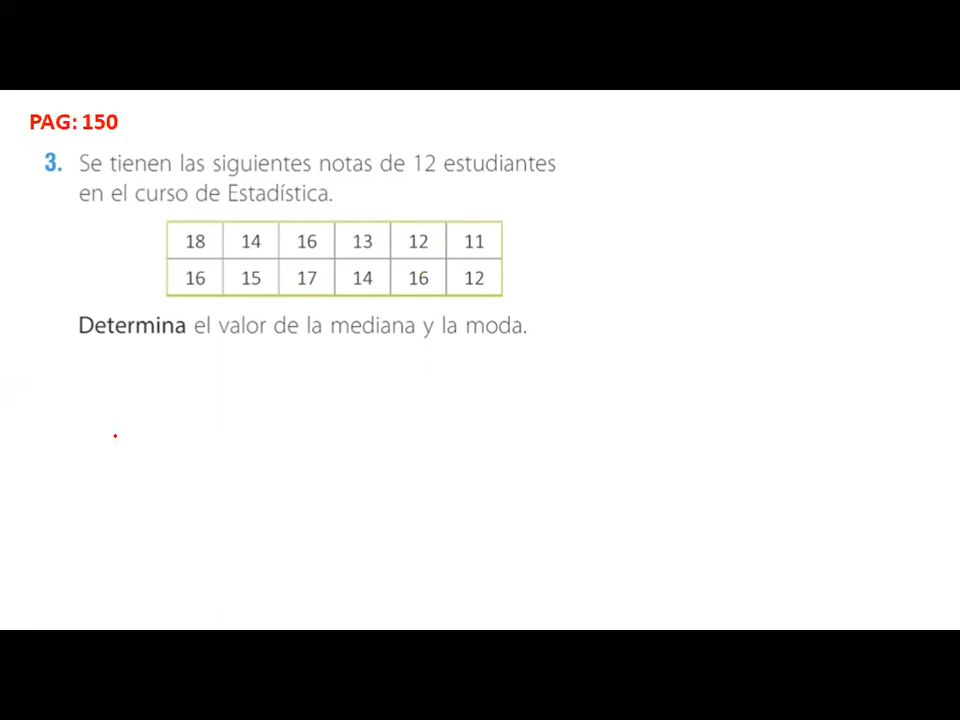 PAG: 150
3. Se tienen las siguientes notas de 12 estudiantes
en el curso de Estadística.
18 14 16 13 12 11
16 15 17 14 16 12
Determina el valor de la mediana y la moda.